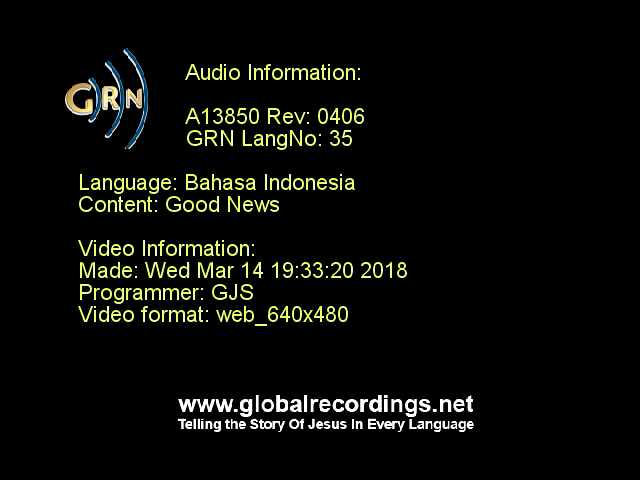 GRN
Audio Information:
A13850 Rev: 0406
GRN LangNo: 35
Language: Bahasa Indonesia
Content: Good News
Video Information:
Made: Wed Mar 14 19:33:20 2018
Programmer: GJS
Video format: web_640x480
www.globalrecordings.net
Telling the Story Of Jesus In Every Language